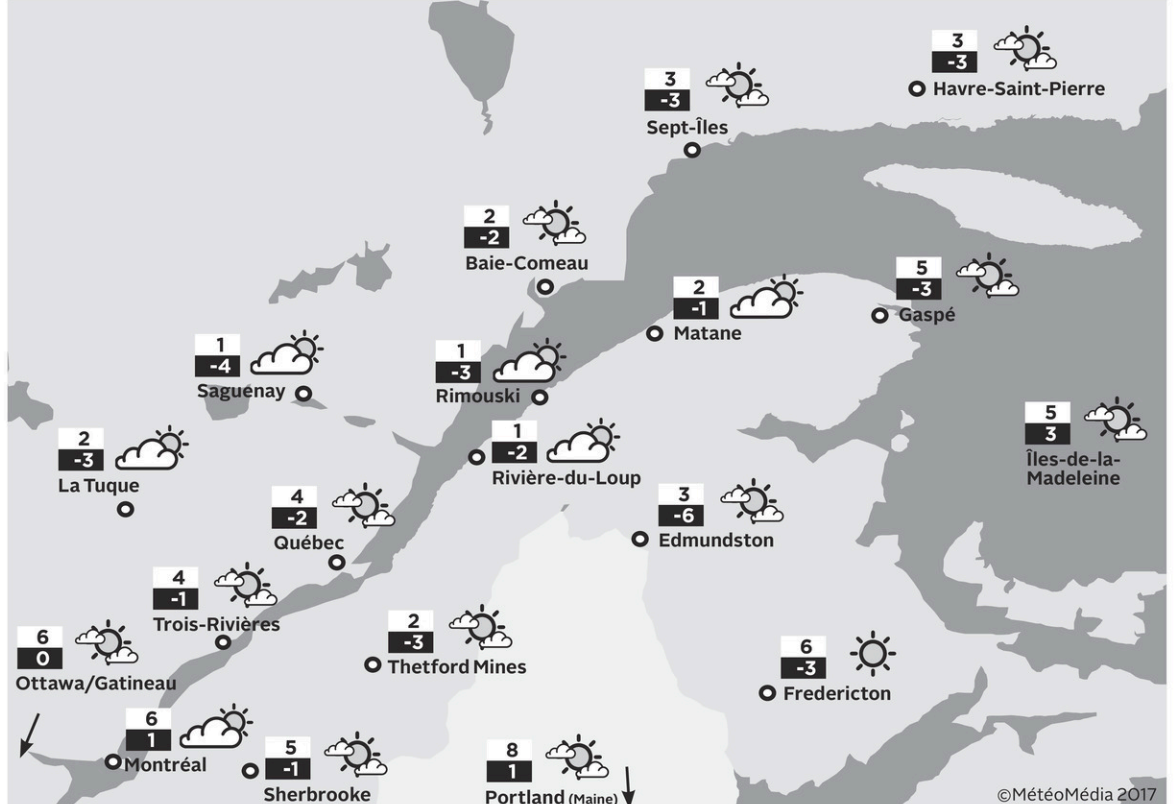 3
-3
Havre-Saint-Pierre
3
-3
Sept-Îles
2
-2
Baie-Comeau
5
-3
Gaspé
2
-1
Matane
1
-4
Saguenay
1
-3
Rimouski
5
3
Îles-de-la-
Madeleine
1
-2
Rivière-du-Loup
2
-3
La Tuque
4
-2
Québec
3
-6
Edmundston
4
-1
Trois-Rivières
2
-3
Thetford Mines
6
0
Ottawa/Gatineau
6
-3
Fredericton
6
1
Montréal
5
-1
Sherbrooke
8
1
Portland (Maine)
©MétéoMédia 2017